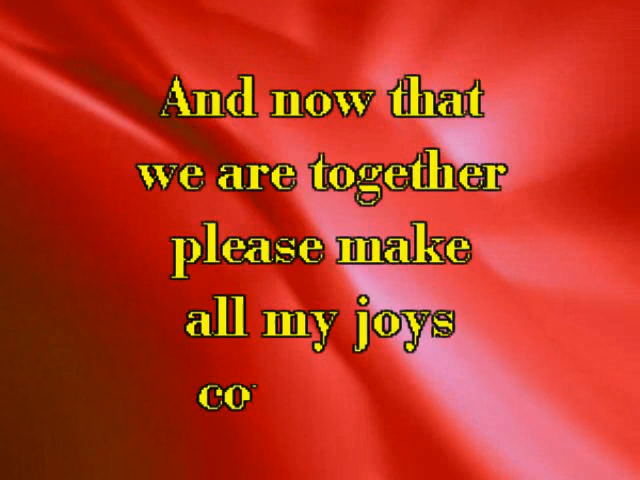 And now that
we are together
please make
all my joys
co